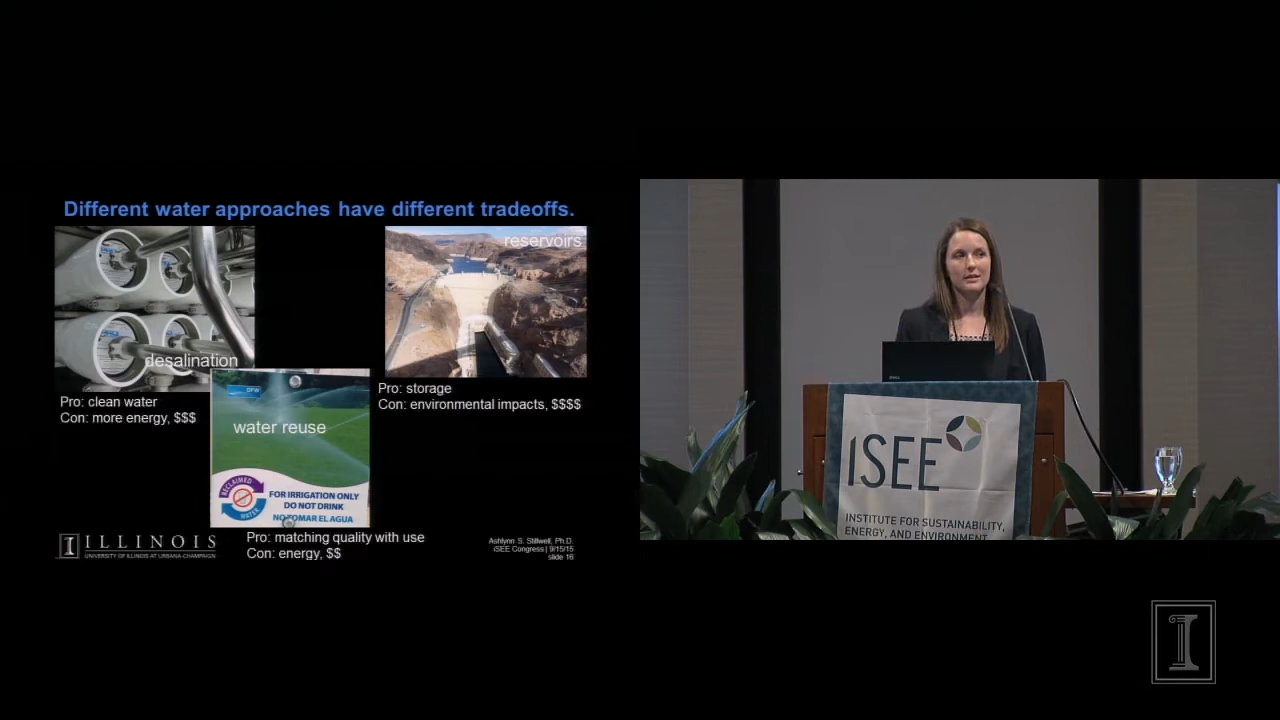 Different water approaches have different tradeoffs.
reservoirs
desalination
Pro: clean water
Con: more energy, $$$
Pro: storage
Con: environmental impacts, $$$$
water reuse
RECLAIMED
WATER
FOR IRRIGATION ONLY
DO NOT DRINK
NO TOMAR EL AGUA
Pro: matching quality with use
Con: energy, $$
I ILLINOIS
UNIVERSITY OF ILLINOIS AT URBANA-CHAMPAIGN
Ashlynn S. Stillwell, Ph.D.
iSEE Congress | 9/15/15
slide 16
DELL
iSEE
INSTITUTE FOR SUSTAINABILITY,
ENERGY, AND ENVIRONMENT
I